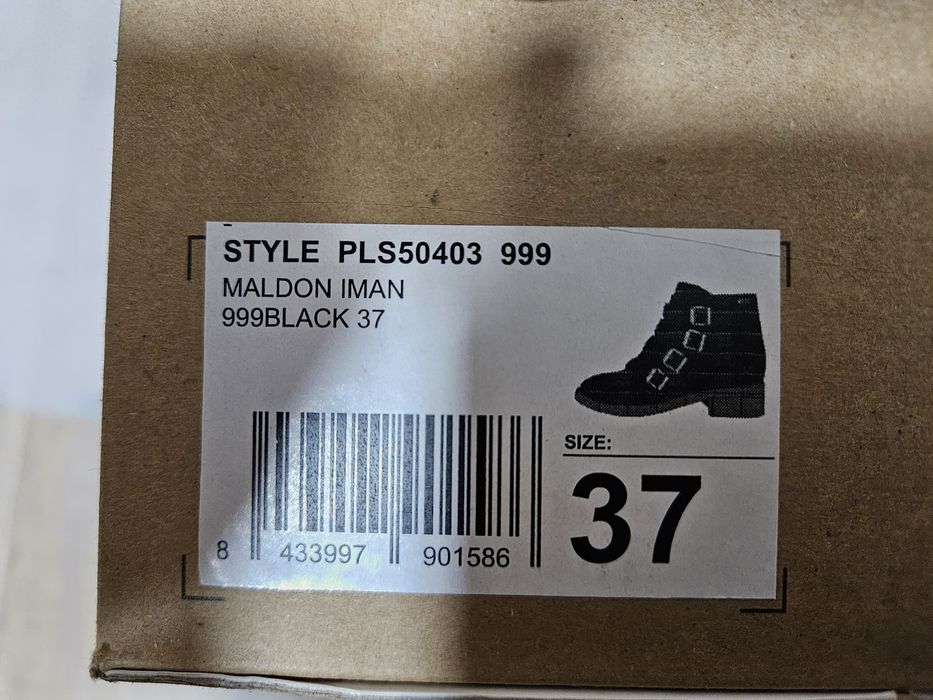 STYLE PLS50403 999
MALDON IMAN
999BLACK 37
SIZE:
37
8 433997 901586